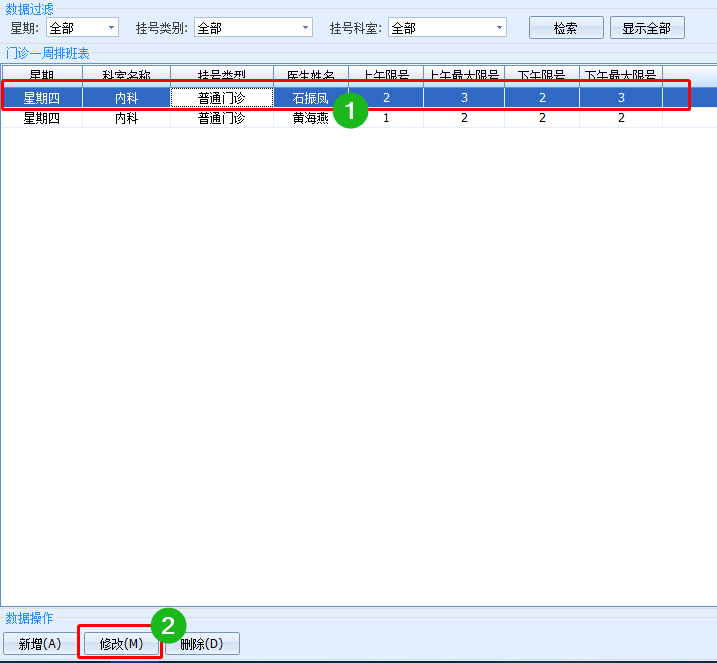 数据过滤
星期: 全部 挂号类别: 全部 挂号科室: 全部 检索 显示全部
门诊一周排班表
星期 科室名称 挂号类型 医生姓名 上午限号 上午最大限号 下午限号 下午最大限号
星期四 内科 普通门诊 石振凤 2 3 2 3
1
星期四 内科 普通门诊 黄海燕 1 2 2 2
数据操作
2
新增(A) 修改(M) 删除(D)